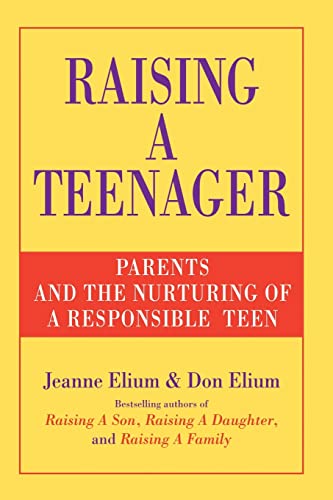 RAISING
A
TEENAGER
PARENTS
AND THE NURTURING OF
A RESPONSIBLE TEEN
Jeanne Elium & Don Elium
Bestselling authors of
Raising A Son, Raising A Daughter,
and Raising A Family